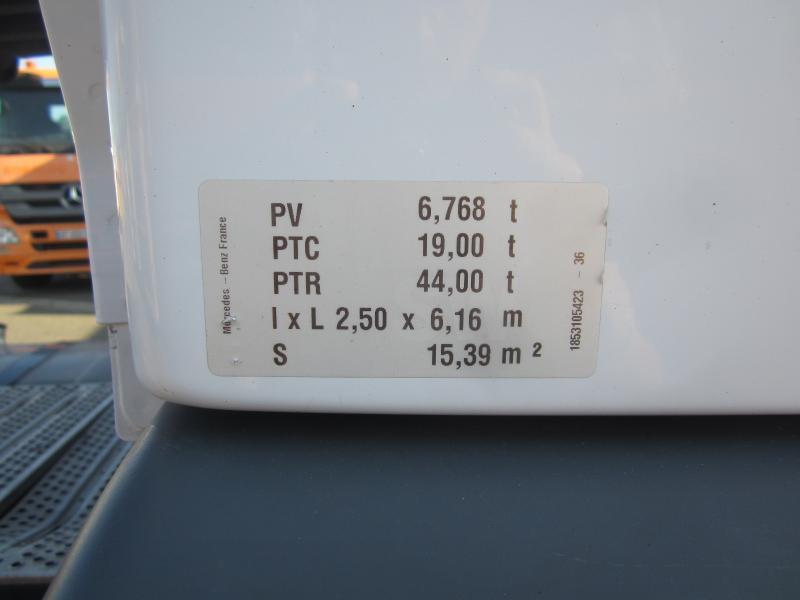 Mercedes – Benz France
PV 6,768 t
PTC 19,00 t
PTR 44,00 t
l x L 2,50 x 6,16 m
S 15,39 m²
1853105423 – 36